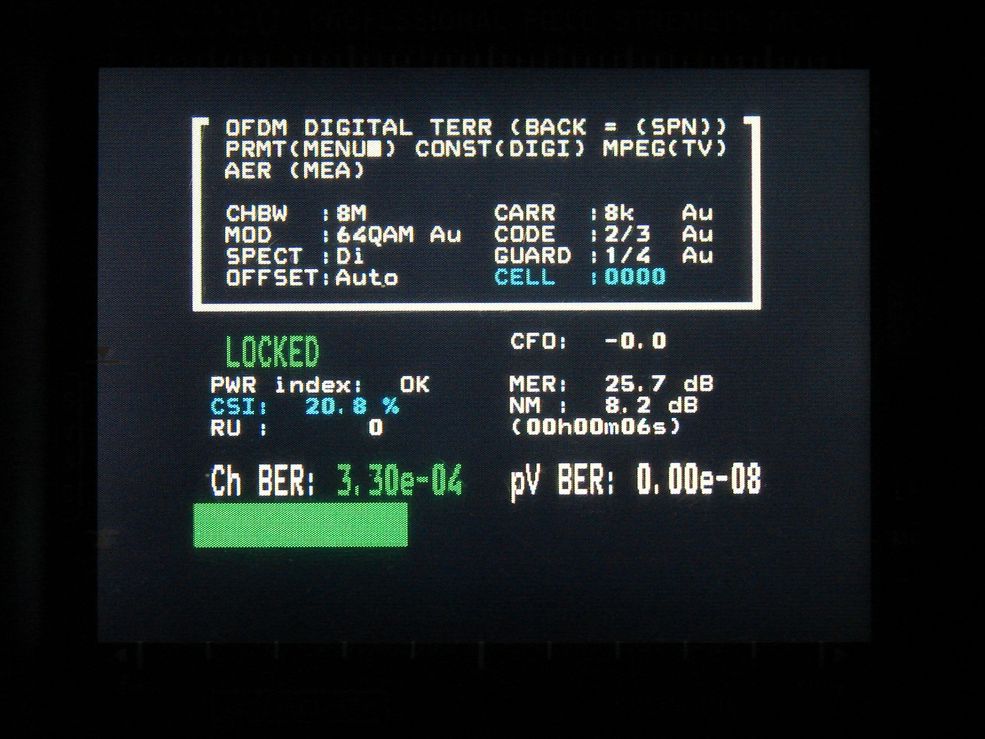 PROFESSIONAL FIELD STRENGTH
OFDM DIGITAL TERR (BACK = (SPN))
PRMT(MENU■) CONST(DIGI) MPEG(TV)
AER (MEA)
CHBW :8M CARR :8k Au
MOD :64QAM Au CODE :2/3 Au
SPECT :Di GUARD :1/4 Au
OFFSET:Auto CELL :0000
LOCKED CFO: -0.0
PWR index: OK MER: 25.7 dB
CSI: 20.8 % NM : 8.2 dB
RU : 0 (00h00m06s)
Ch BER: 3.30e-04 pV BER: 0.00e-08